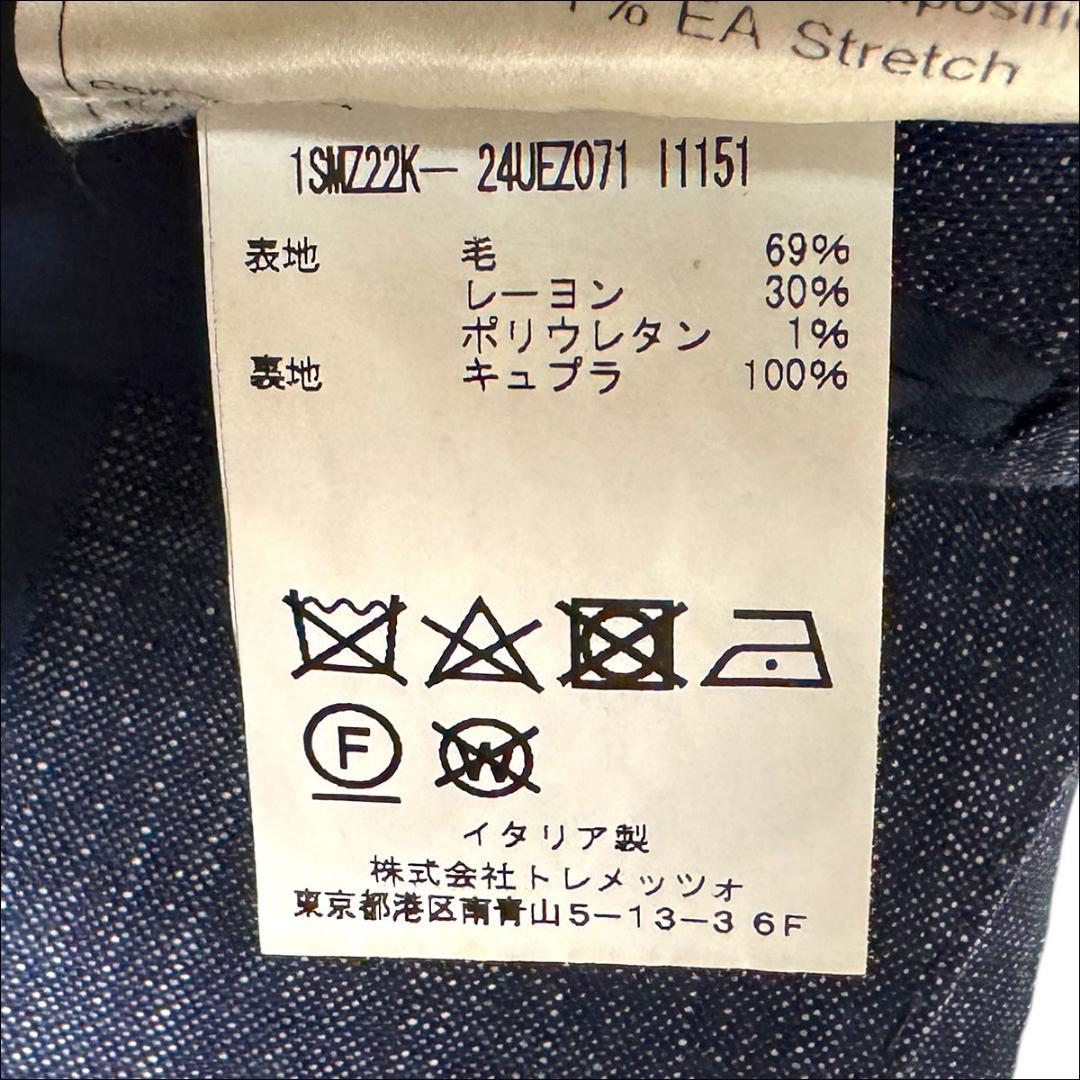 1% EA Stretch
1SMZ22K− 24UEZ071 I1151
表地 毛 69%
レーヨン 30%
ポリウレタン 1%
裏地 キュプラ 100%
F W
イタリア製
株式会社トレメッツォ
東京都港区南青山5−13−3 6F